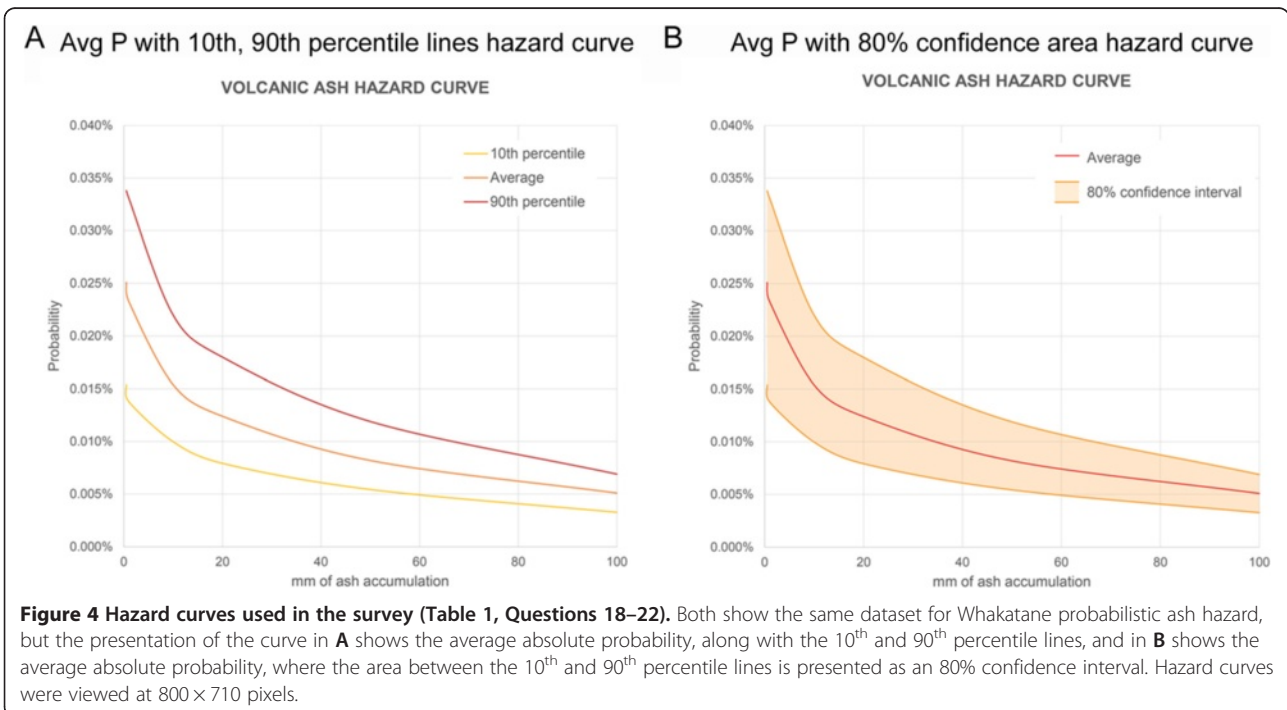 A Avg P with 10th, 90th percentile lines hazard curve
VOLCANIC ASH HAZARD CURVE
0.040%
0.035%
0.030%
0.025%
0.020%
0.015%
0.010%
0.005%
0.000%
Probabilitiy
10th percentile
Average
90th percentile
0 20 40 60 80 100
mm of ash accumulation
B Avg P with 80% confidence area hazard curve
VOLCANIC ASH HAZARD CURVE
0.040%
0.035%
0.030%
0.025%
0.020%
0.015%
0.010%
0.005%
0.000%
Probabilitiy
Average
80% confidence interval
0 20 40 60 80 100
mm of ash accumulation
Figure 4 Hazard curves used in the survey (Table 1, Questions 18–22). Both show the same dataset for Whakatane probabilistic ash hazard,
but the presentation of the curve in A shows the average absolute probability, along with the 10th and 90th percentile lines, and in B shows the
average absolute probability, where the area between the 10th and 90th percentile lines is presented as an 80% confidence interval. Hazard curves
were viewed at 800 × 710 pixels.